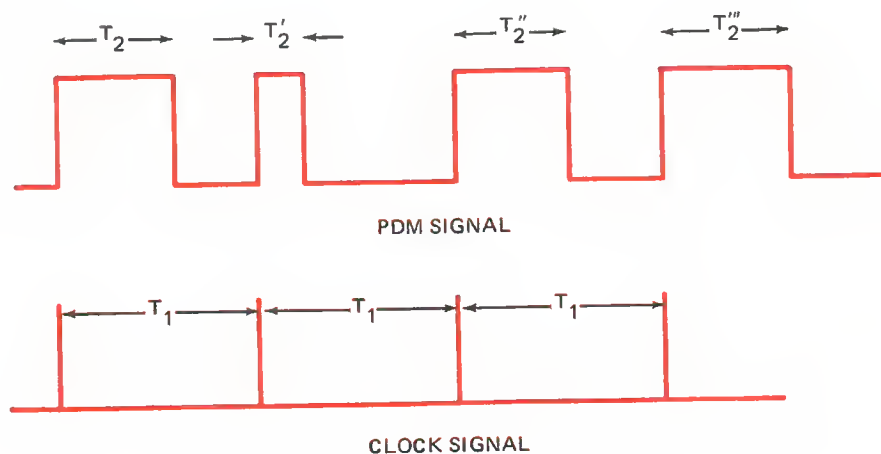 T₂ T₂′ T₂″ T₂‴
PDM SIGNAL
T₁ T₁ T₁
CLOCK SIGNAL